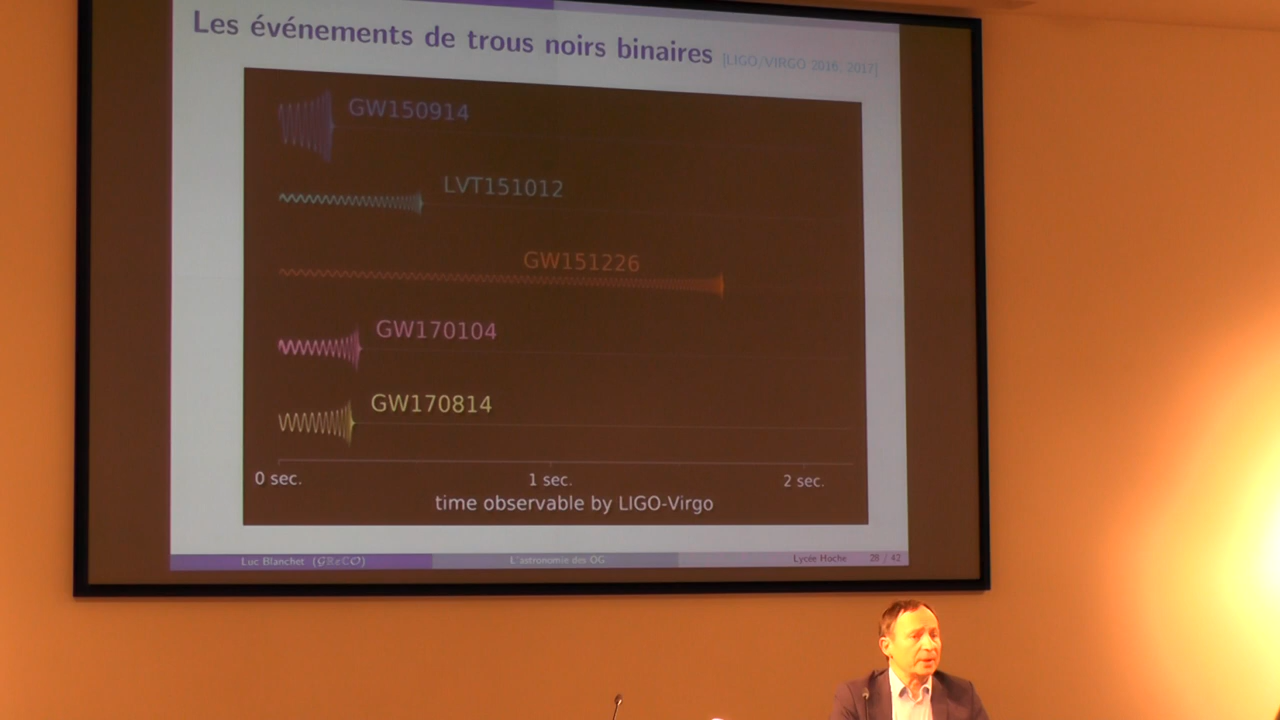 Les événements de trous noirs binaires [LIGO/VIRGO 2016, 2017]
GW150914
LVT151012
GW151226
GW170104
GW170814
0 sec. 1 sec. 2 sec.
time observable by LIGO-Virgo
Luc Blanchet (GReCO) L'astronomie des OG Lycée Hoche 28 / 42